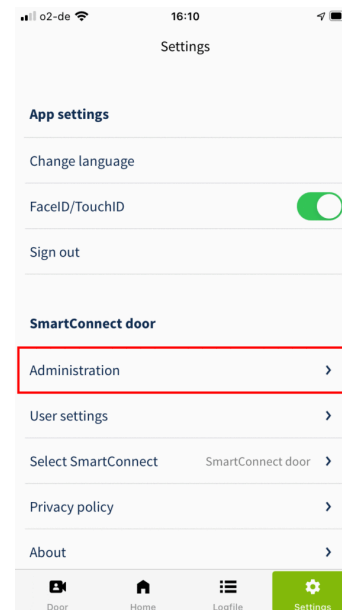 o2-de 16:10
Settings
App settings
Change language
FaceID/TouchID
Sign out
SmartConnect door
Administration
User settings
Select SmartConnect SmartConnect door
Privacy policy
About
Door Home Logfile Settings